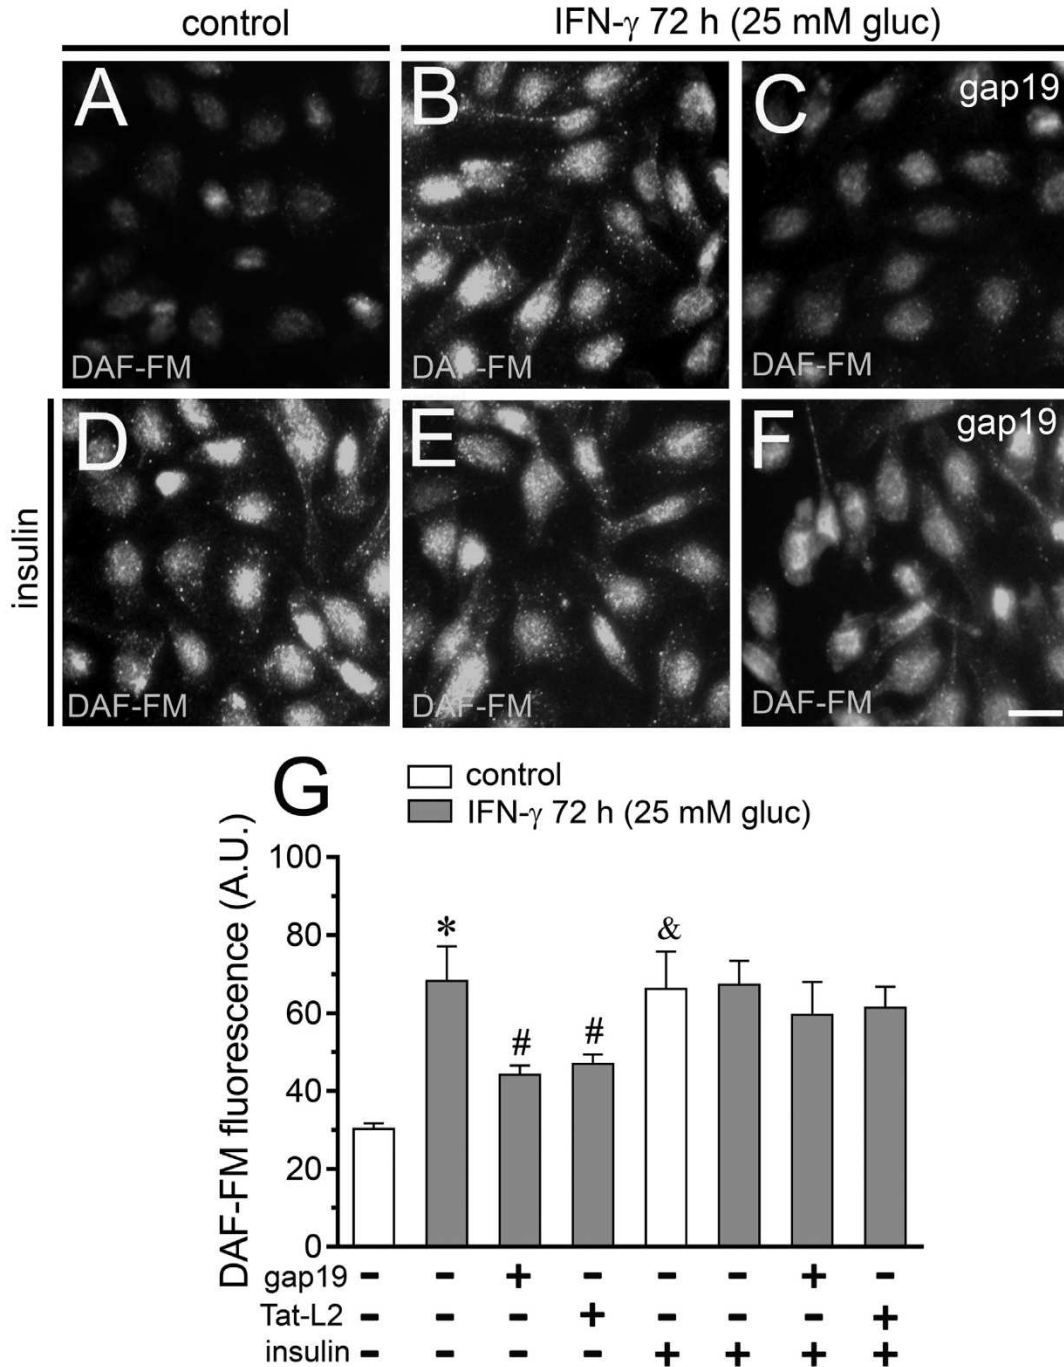 control
IFN-γ 72 h (25 mM gluc)
A
B
C
gap19
DAF-FM
DAF-FM
DAF-FM
insulin
D
E
F
gap19
DAF-FM
DAF-FM
DAF-FM
G
control
IFN-γ 72 h (25 mM gluc)
DAF-FM fluorescence (A.U.)
100
80
60
40
20
0
*
#
#
&
gap19 - - + - - - + -
Tat-L2 - - - + - - - +
insulin - - - - + + + +